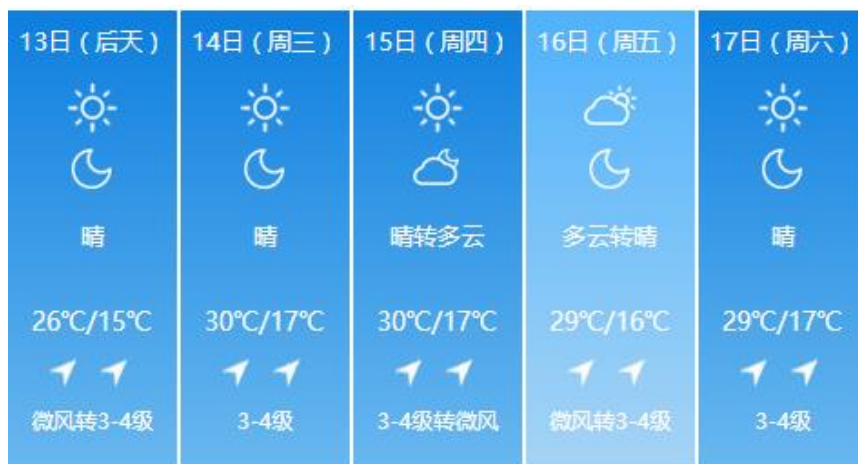 13日（后天）
14日（周三）
15日（周四）
16日（周五）
17日（周六）
晴
晴
晴转多云
多云转晴
晴
26℃/15℃
30℃/17℃
30℃/17℃
29℃/16℃
29℃/17℃
微风转3-4级
3-4级
3-4级转微风
微风转3-4级
3-4级